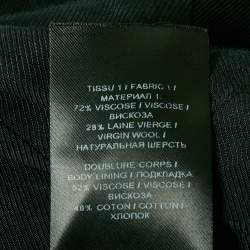 TISSU 1 / FABRIC 1 /
МАТЕРИАЛ 1:
72% VISCOSE / VISCOSE /
ВИСКОЗА
28% LAINE VIERGE /
VIRGIN WOOL /
НАТУРАЛЬНАЯ ШЕРСТЬ
DOUBLURE CORPS /
BODY LINING / ПОДКЛАДКА
52% VISCOSE / VISCOSE /
ВИСКОЗА
48% COTON / COTTON /
ХЛОПОК